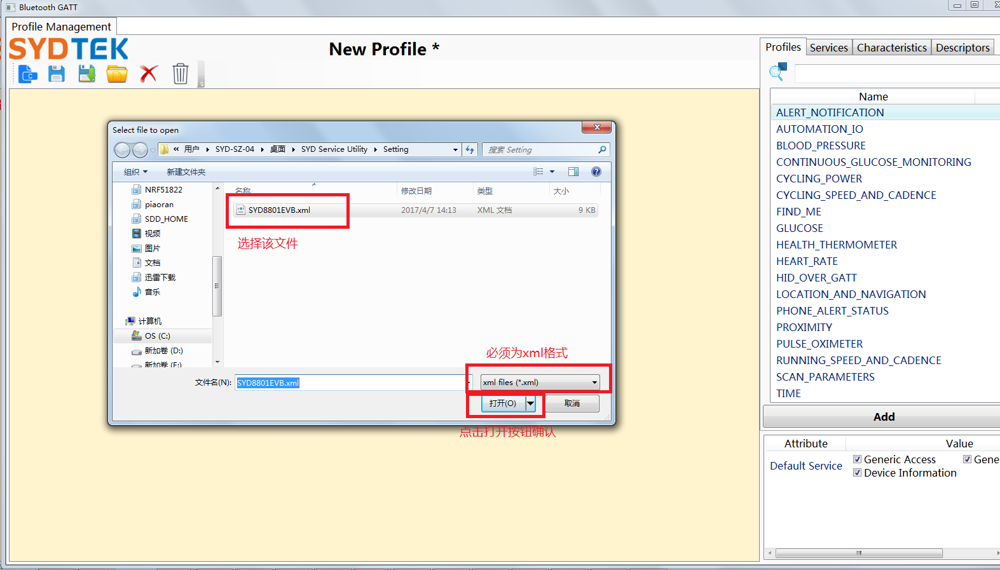 Bluetooth GATT
Profile Management
SYDTEK
New Profile *
Profiles
Services
Characteristics
Descriptors
Name
ALERT_NOTIFICATION
AUTOMATION_IO
BLOOD_PRESSURE
CONTINUOUS_GLUCOSE_MONITORING
CYCLING_POWER
CYCLING_SPEED_AND_CADENCE
FIND_ME
GLUCOSE
HEALTH_THERMOMETER
HEART_RATE
HID_OVER_GATT
LOCATION_AND_NAVIGATION
PHONE_ALERT_STATUS
PROXIMITY
PULSE_OXIMETER
RUNNING_SPEED_AND_CADENCE
SCAN_PARAMETERS
TIME
Add
Attribute Value
Default Service
Generic Access Gene
Device Information
Select file to open
« 用户 ▸ SYD-SZ-04 ▸ 桌面 ▸ SYD Service Utility ▸ Setting
搜索 Setting
组织 新建文件夹
NRF51822
piaoran
SDD_HOME
视频
图片
文档
迅雷下载
音乐
计算机
OS (C:)
新加卷 (D:)
新加卷 (E:)
名称 修改日期 类型 大小
SYD8801EVB.xml 2017/4/7 14:13 XML 文档 9 KB
选择该文件
必须为xml格式
文件名(N): SYD8801EVB.xml
xml files (*.xml)
打开(O) 取消
点击打开按钮确认